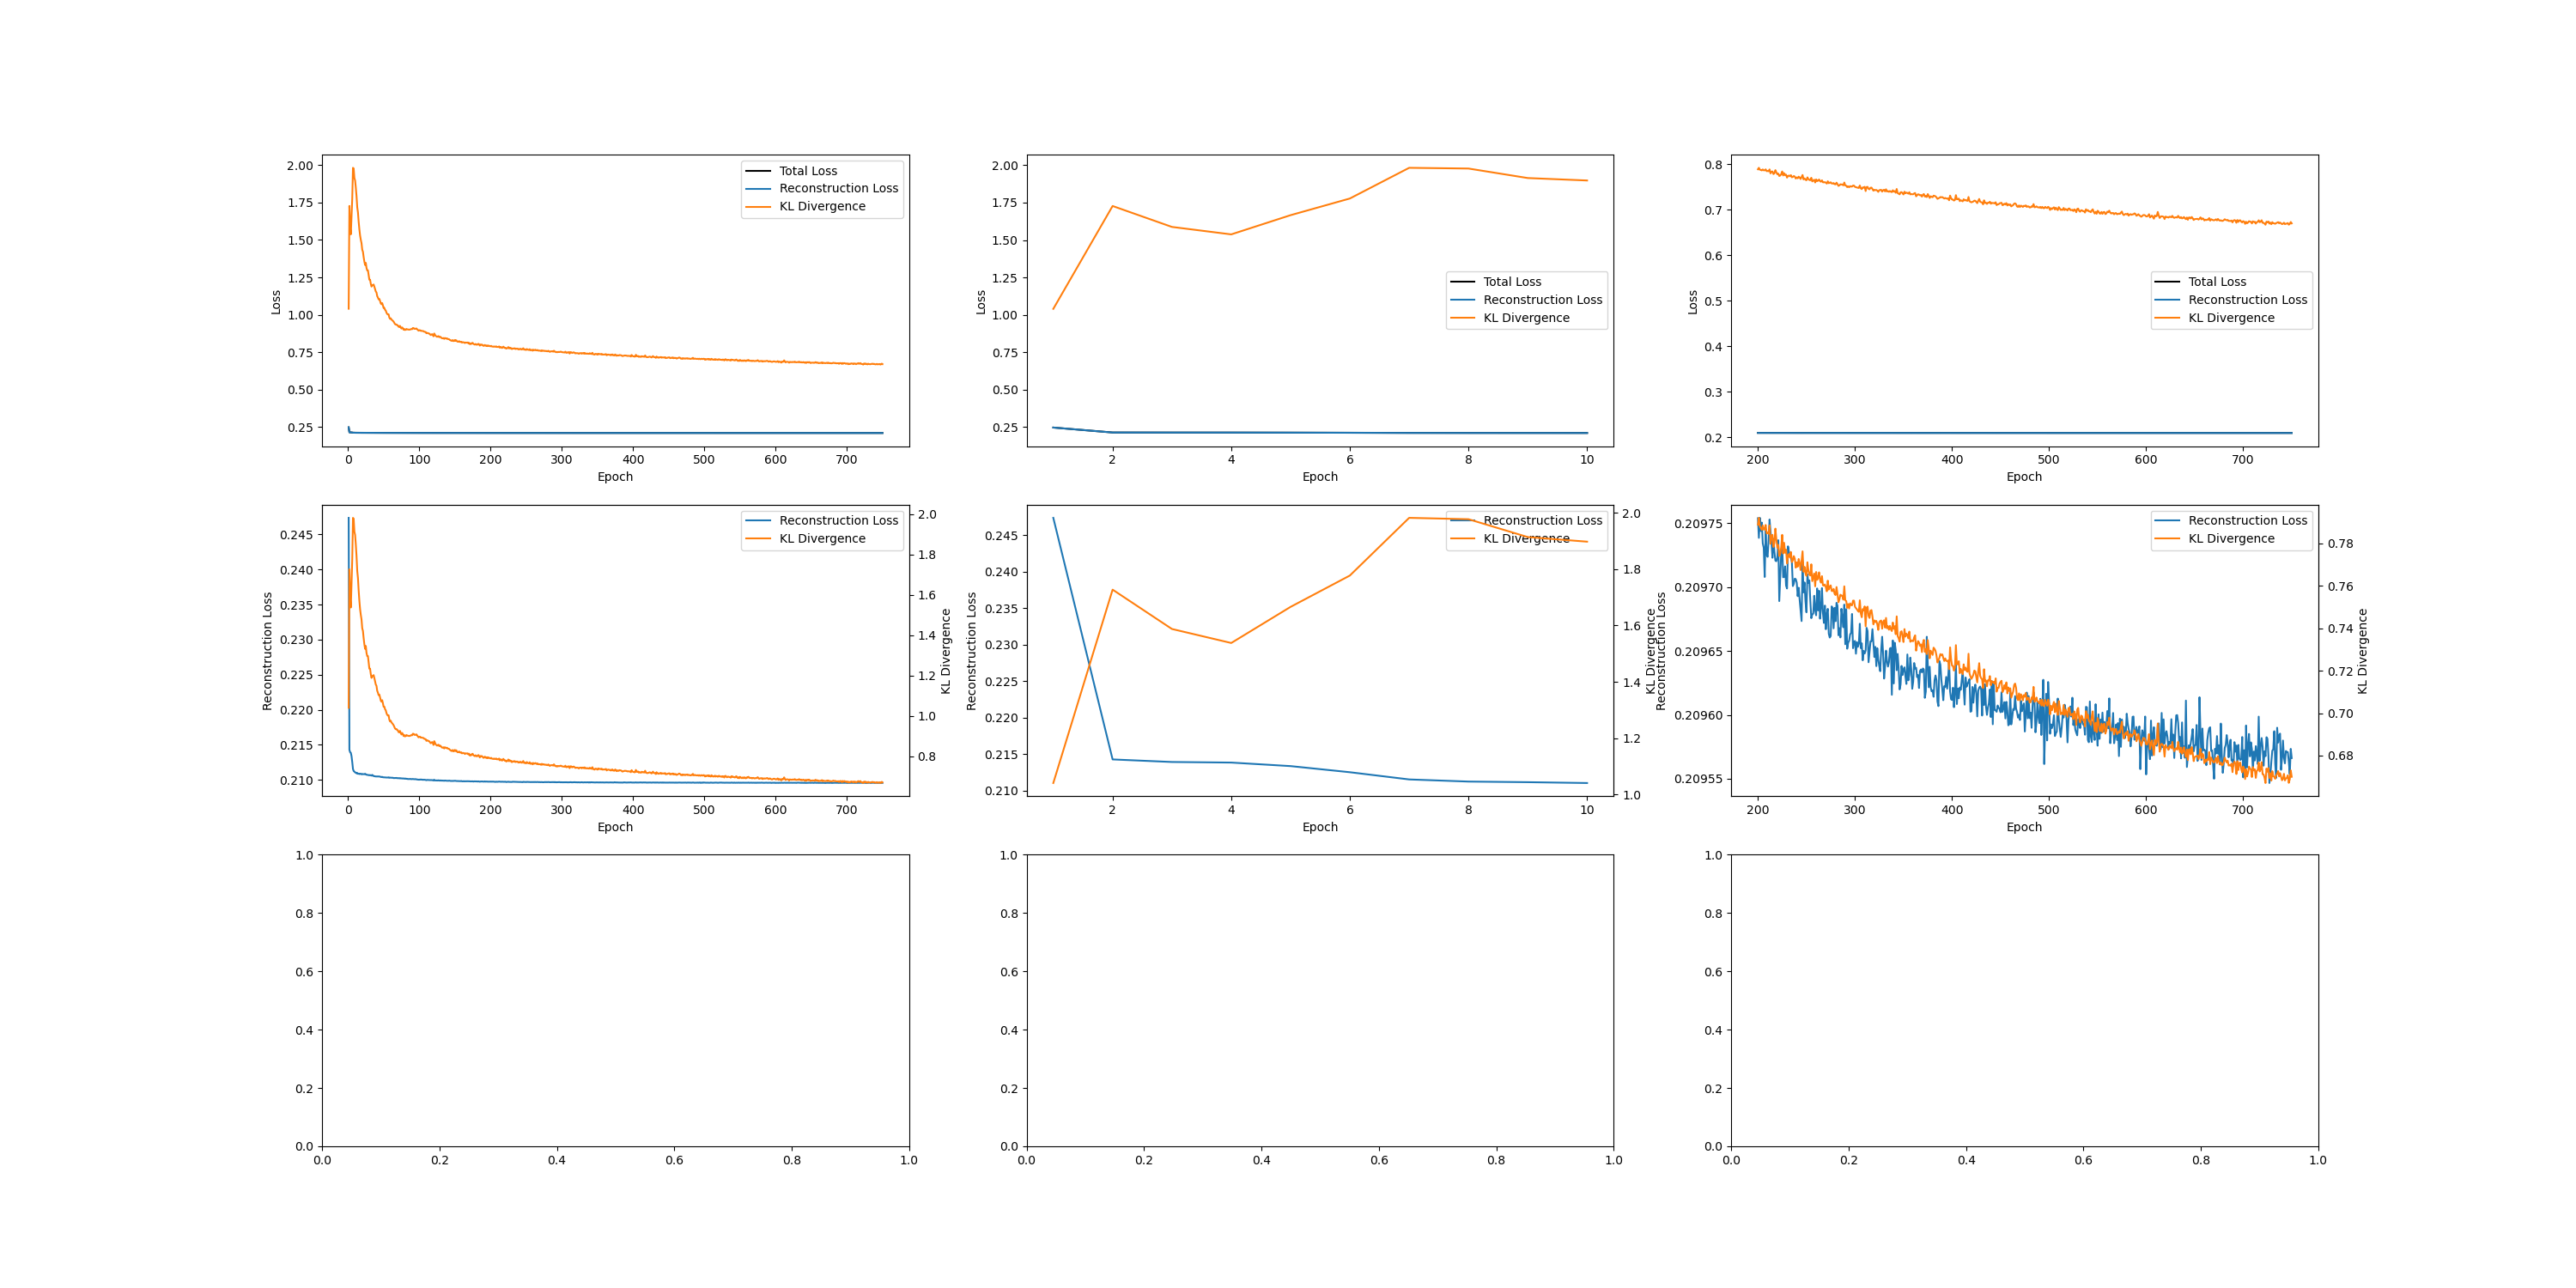 2.00
1.75
1.50
1.25
1.00
0.75
0.50
0.25
Loss
0 100 200 300 400 500 600 700
Epoch
Total Loss
Reconstruction Loss
KL Divergence
2.00
1.75
1.50
1.25
1.00
0.75
0.50
0.25
Loss
2 4 6 8 10
Epoch
Total Loss
Reconstruction Loss
KL Divergence
0.8
0.7
0.6
0.5
0.4
0.3
0.2
Loss
200 300 400 500 600 700
Epoch
Total Loss
Reconstruction Loss
KL Divergence
0.245
0.240
0.235
0.230
0.225
0.220
0.215
0.210
Reconstruction Loss
0 100 200 300 400 500 600 700
Epoch
Reconstruction Loss
KL Divergence
2.0
1.8
1.6
1.4
1.2
1.0
0.8
KL Divergence
0.245
0.240
0.235
0.230
0.225
0.220
0.215
0.210
Reconstruction Loss
2 4 6 8 10
Epoch
Reconstruction Loss
KL Divergence
2.0
1.8
1.6
1.4
1.2
1.0
KL Divergence
0.20975
0.20970
0.20965
0.20960
0.20955
Reconstruction Loss
200 300 400 500 600 700
Epoch
Reconstruction Loss
KL Divergence
0.78
0.76
0.74
0.72
0.70
0.68
KL Divergence
1.0
0.8
0.6
0.4
0.2
0.0
0.0 0.2 0.4 0.6 0.8 1.0
1.0
0.8
0.6
0.4
0.2
0.0
0.0 0.2 0.4 0.6 0.8 1.0
1.0
0.8
0.6
0.4
0.2
0.0
0.0 0.2 0.4 0.6 0.8 1.0